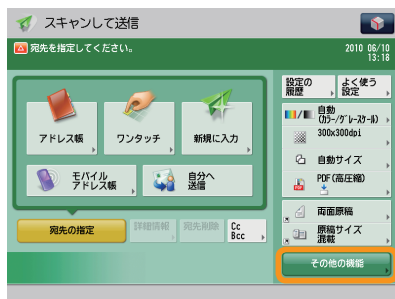 スキャンして送信
宛先を指定してください。
2010 06/10
13:18
アドレス帳
ワンタッチ
新規に入力
モバイル
アドレス帳
自分へ
送信
宛先の指定
詳細情報
宛先削除
Cc
Bcc
設定の
履歴
よく使う
設定
自動
(カラー/グレースケール)
300x300dpi
自動サイズ
PDF(高圧縮)
両面原稿
原稿サイズ
混載
その他の機能